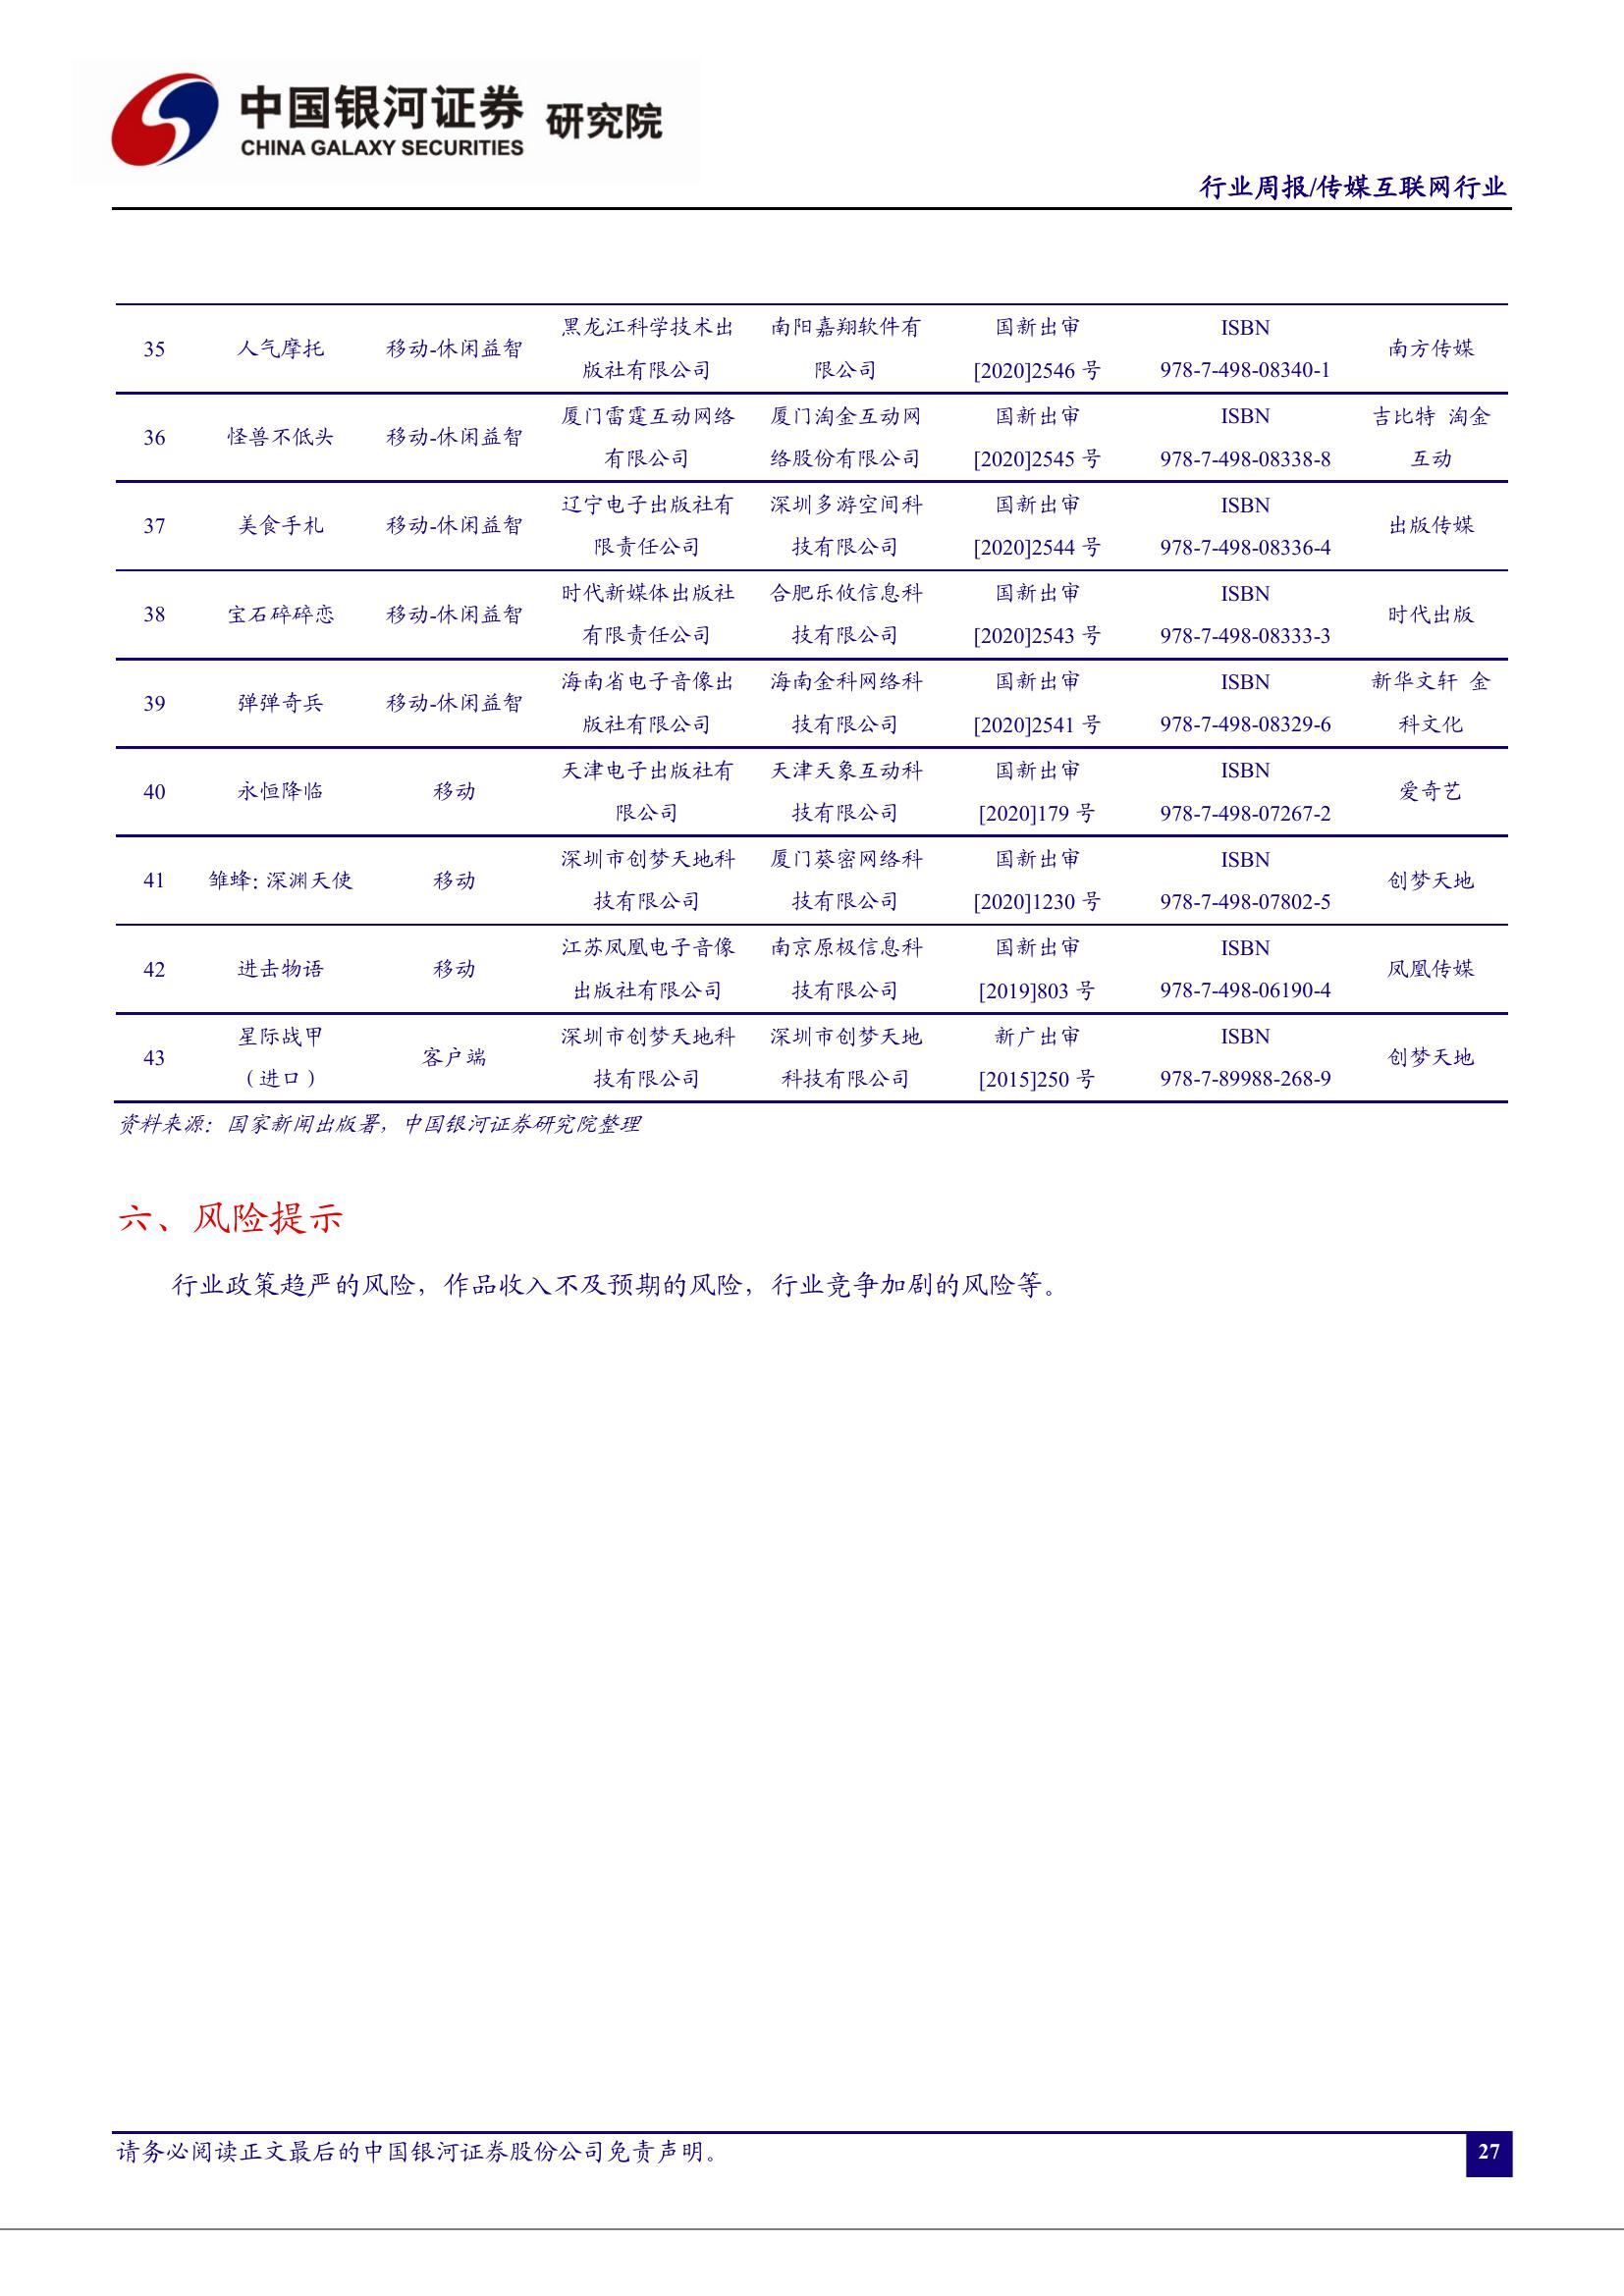 中国银河证券 研究院
CHINA GALAXY SECURITIES
行业周报/传媒互联网行业
35 人气摩托 移动-休闲益智 黑龙江科学技术出版社有限公司 南阳嘉翔软件有限公司 国新出审[2020]2546 号 ISBN 978-7-498-08340-1 南方传媒
36 怪兽不低头 移动-休闲益智 厦门雷霆互动网络有限公司 厦门淘金互动网络股份有限公司 国新出审[2020]2545 号 ISBN 978-7-498-08338-8 吉比特 淘金互动
37 美食手札 移动-休闲益智 辽宁电子出版社有限责任公司 深圳多游空间科技有限公司 国新出审[2020]2544 号 ISBN 978-7-498-08336-4 出版传媒
38 宝石碎碎恋 移动-休闲益智 时代新媒体出版社有限责任公司 合肥乐攸信息科技有限公司 国新出审[2020]2543 号 ISBN 978-7-498-08333-3 时代出版
39 弹弹奇兵 移动-休闲益智 海南省电子音像出版社有限公司 海南金科网络科技有限公司 国新出审[2020]2541 号 ISBN 978-7-498-08329-6 新华文轩 金科文化
40 永恒降临 移动 天津电子出版社有限公司 天津天象互动科技有限公司 国新出审[2020]179 号 ISBN 978-7-498-07267-2 爱奇艺
41 雏蜂：深渊天使 移动 深圳市创梦天地科技有限公司 厦门葵密网络科技有限公司 国新出审[2020]1230 号 ISBN 978-7-498-07802-5 创梦天地
42 进击物语 移动 江苏凤凰电子音像出版社有限公司 南京原极信息科技有限公司 国新出审[2019]803 号 ISBN 978-7-498-06190-4 凤凰传媒
43 星际战甲（进口） 客户端 深圳市创梦天地科技有限公司 深圳市创梦天地科技有限公司 新广出审[2015]250 号 ISBN 978-7-89988-268-9 创梦天地
资料来源：国家新闻出版署，中国银河证券研究院整理
六、风险提示
行业政策趋严的风险，作品收入不及预期的风险，行业竞争加剧的风险等。
请务必阅读正文最后的中国银河证券股份公司免责声明。
27